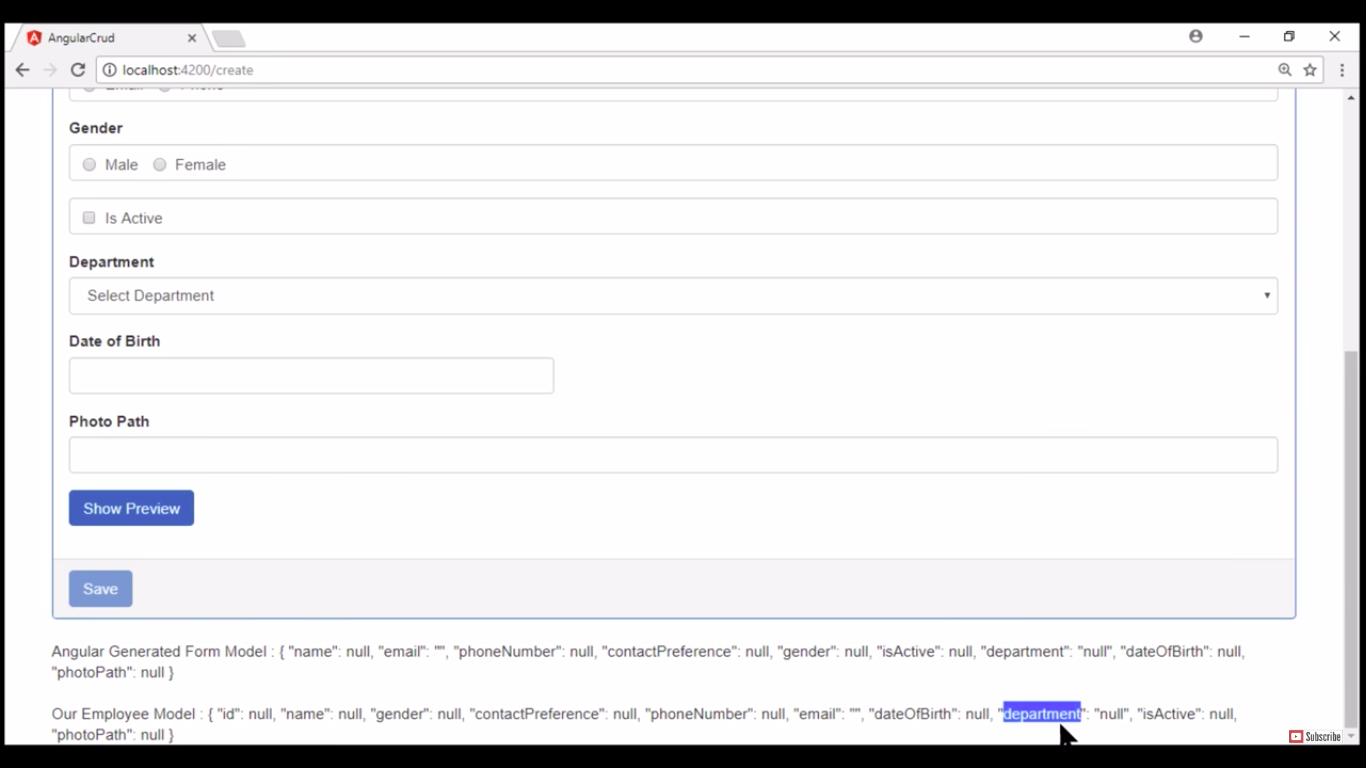 AngularCrud
localhost:4200/create
Email Phone
Gender
Male Female
Is Active
Department
Select Department
Date of Birth
Photo Path
Show Preview
Save
Angular Generated Form Model : { "name": null, "email": "", "phoneNumber": null, "contactPreference": null, "gender": null, "isActive": null, "department": "null", "dateOfBirth": null,
"photoPath": null }
Our Employee Model : { "id": null, "name": null, "gender": null, "contactPreference": null, "phoneNumber": null, "email": "", "dateOfBirth": null, "department": "null", "isActive": null,
"photoPath": null }
Subscribe